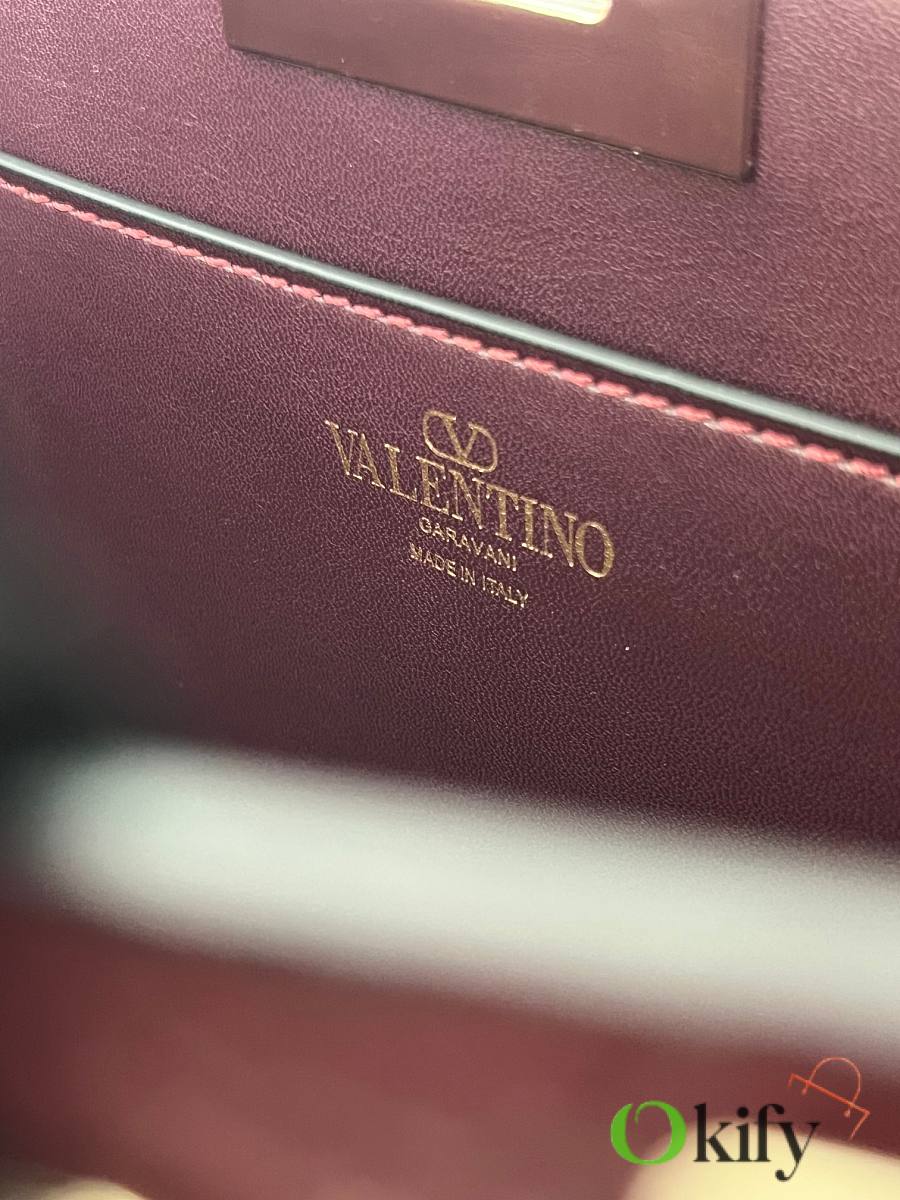 V
VALENTINO
GARAVANI
MADE IN ITALY
Okify